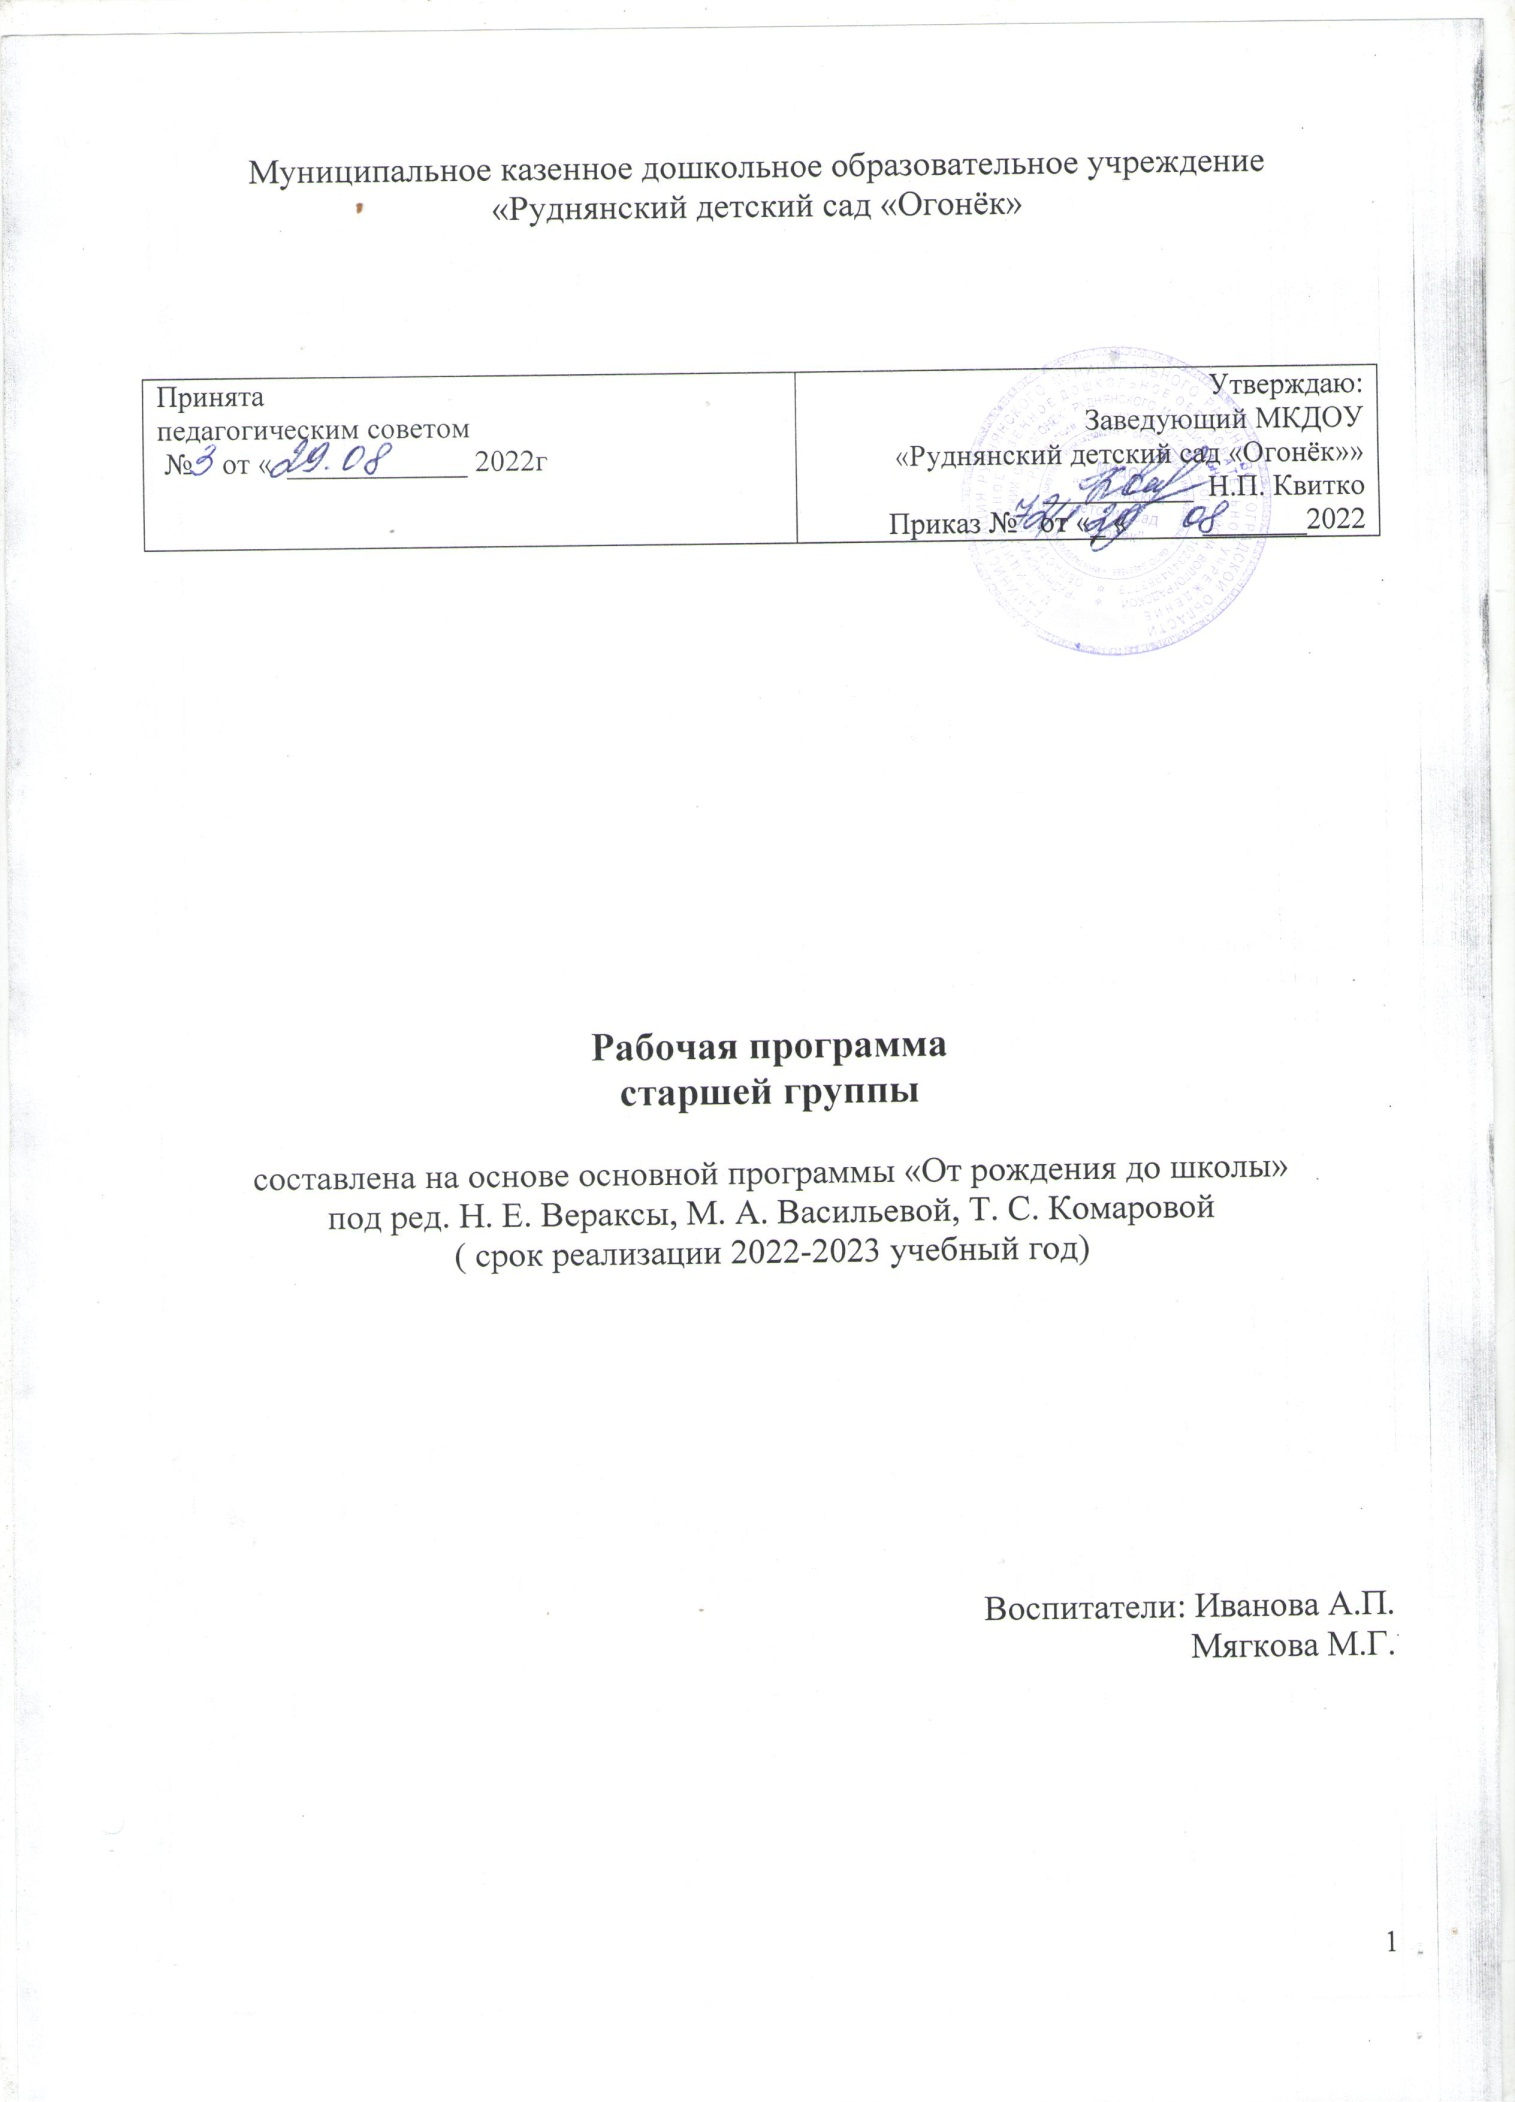 Муниципальное казенное дошкольное образовательное учреждение
«Руднянский детский сад «Огонёк»
Принята
педагогическим советом
№3 от «29.08 2022г
Утверждаю:
Заведующий МКДОУ
«Руднянский детский сад «Огонёк»»
Н.П. Квитко
Приказ № от « 29 « 08 2022
Рабочая программа
старшей группы
составлена на основе основной программы «От рождения до школы»
под ред. Н. Е. Вераксы, М. А. Васильевой, Т. С. Комаровой
( срок реализации 2022-2023 учебный год)
Воспитатели: Иванова А.П.
Мягкова М.Г.
1